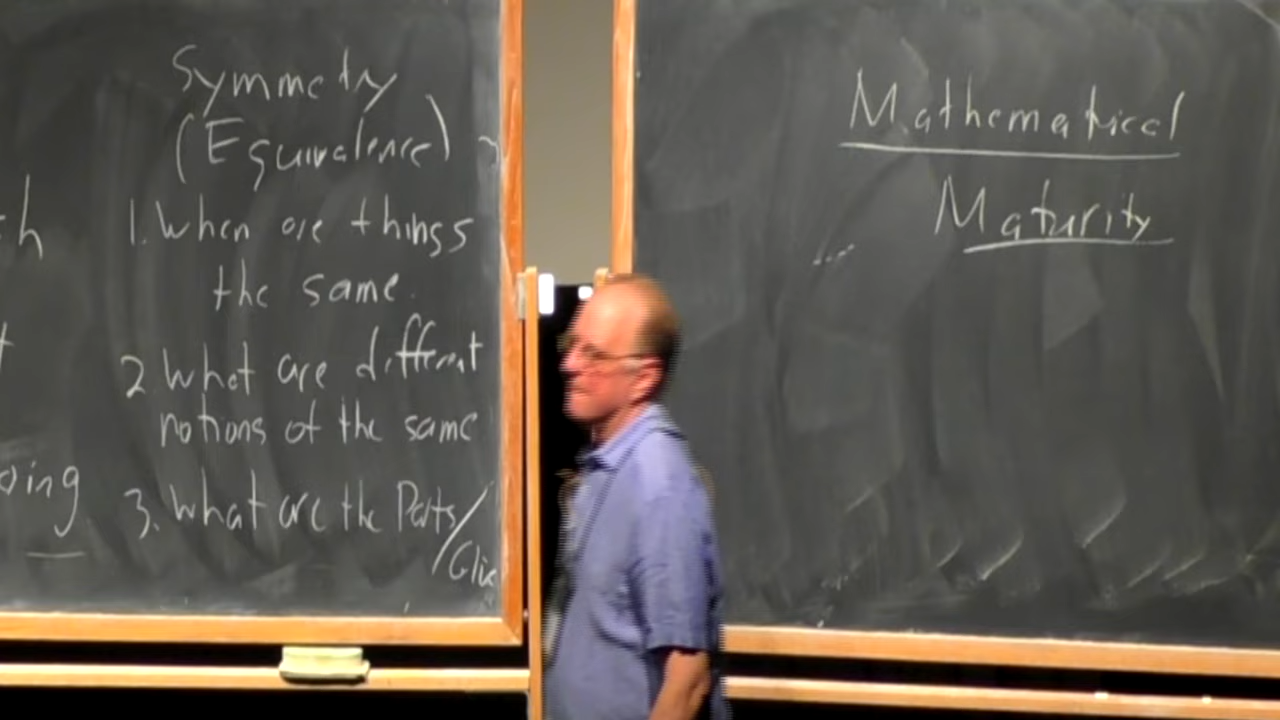 Symmetry
(Equivalence) ~
1. When are things
the same.
2 What are different
notions of the same
3. What are the Parts/
Mathematical
Maturity